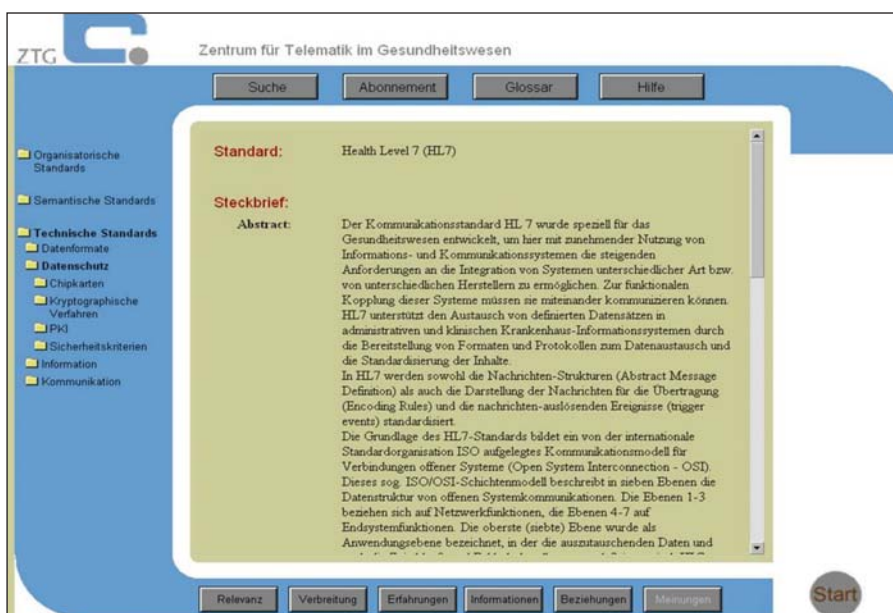 ZTG
Zentrum für Telematik im Gesundheitswesen
Suche
Abonnement
Glossar
Hilfe
Organisatorische
Standards
Semantische Standards
Technische Standards
Datenformate
Datenschutz
Chipkarten
Kryptographische
Verfahren
PKI
Sicherheitskriterien
Information
Kommunikation
Standard: Health Level 7 (HL7)
Steckbrief:
Abstract: Der Kommunikationsstandard HL 7 wurde speziell für das
Gesundheitswesen entwickelt, um hier mit zunehmender Nutzung von
Informations- und Kommunikationssystemen die steigenden
Anforderungen an die Integration von Systemen unterschiedlicher Art bzw.
von unterschiedlichen Herstellern zu ermöglichen. Zur funktionalen
Kopplung dieser Systeme müssen sie miteinander kommunizieren können.
HL7 unterstützt den Austausch von definierten Datensätzen in
administrativen und klinischen Krankenhaus-Informationssystemen durch
die Bereitstellung von Formaten und Protokollen zum Datenaustausch und
die Standardisierung der Inhalte.
In HL7 werden sowohl die Nachrichten-Strukturen (Abstract Message
Definition) als auch die Darstellung der Nachrichten für die Übertragung
(Encoding Rules) und die nachrichten-auslösenden Ereignisse (trigger
events) standardisiert.
Die Grundlage des HL7-Standards bildet ein von der internationale
Standardorganisation ISO aufgelegtes Kommunikationsmodell für
Verbindungen offener Systeme (Open System Interconnection - OSI).
Dieses sog. ISO/OSI-Schichtenmodell beschreibt in sieben Ebenen die
Datenstruktur von offenen Systemkommunikationen. Die Ebenen 1-3
beziehen sich auf Netzwerkfunktionen, die Ebenen 4-7 auf
Endsystemfunktionen. Die oberste (siebte) Ebene wurde als
Anwendungsebene bezeichnet, in der die auszutauschenden Daten und
Relevanz
Verbreitung
Erfahrungen
Informationen
Beziehungen
Meinungen
Start